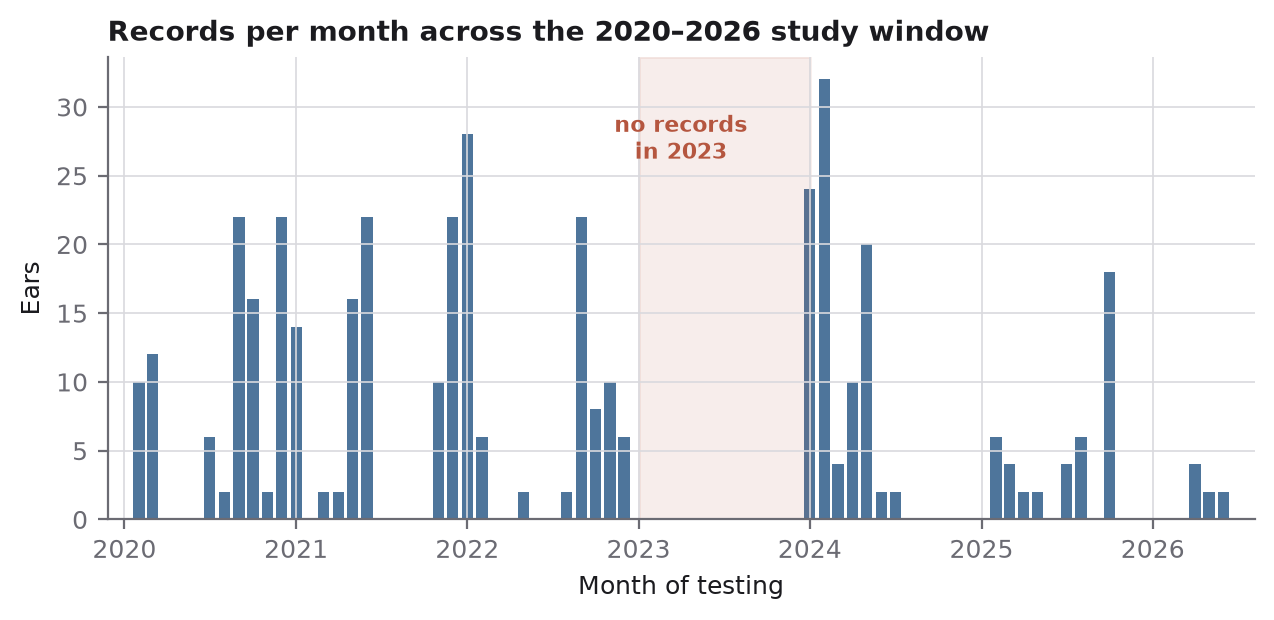 Records per month across the 2020–2026 study window
30
25
20
15
10
5
0
Ears
no records
in 2023
2020 2021 2022 2023 2024 2025 2026
Month of testing